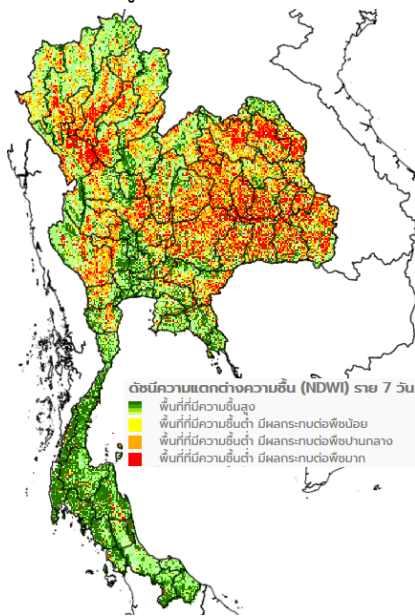 ดัชนีความแตกต่างความชื้น (NDWI) ราย 7 วัน
พื้นที่ที่มีความชื้นสูง
พื้นที่ที่มีความชื้นต่ำ มีผลกระทบต่อพืชน้อย
พื้นที่ที่มีความชื้นต่ำ มีผลกระทบต่อพืชปานกลาง
พื้นที่ที่มีความชื้นต่ำ มีผลกระทบต่อพืชมาก